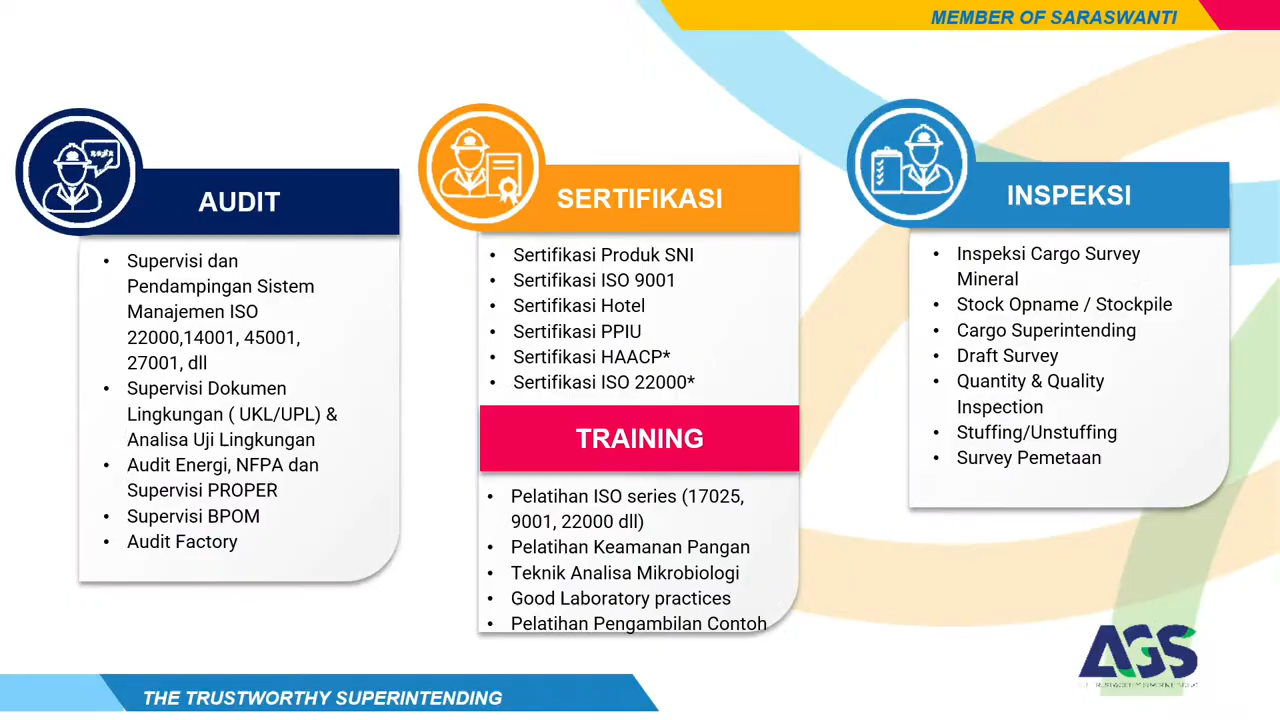 MEMBER OF SARASWANTI
AUDIT
Supervisi dan
Pendampingan Sistem
Manajemen ISO
22000,14001, 45001,
27001, dll
Supervisi Dokumen
Lingkungan ( UKL/UPL) &
Analisa Uji Lingkungan
Audit Energi, NFPA dan
Supervisi PROPER
Supervisi BPOM
Audit Factory
SERTIFIKASI
Sertifikasi Produk SNI
Sertifikasi ISO 9001
Sertifikasi Hotel
Sertifikasi PPIU
Sertifikasi HAACP*
Sertifikasi ISO 22000*
TRAINING
Pelatihan ISO series (17025,
9001, 22000 dll)
Pelatihan Keamanan Pangan
Teknik Analisa Mikrobiologi
Good Laboratory practices
Pelatihan Pengambilan Contoh
INSPEKSI
Inspeksi Cargo Survey
Mineral
Stock Opname / Stockpile
Cargo Superintending
Draft Survey
Quantity & Quality
Inspection
Stuffing/Unstuffing
Survey Pemetaan
AGS
THE TRUSTWORTHY SUPERINTENDING